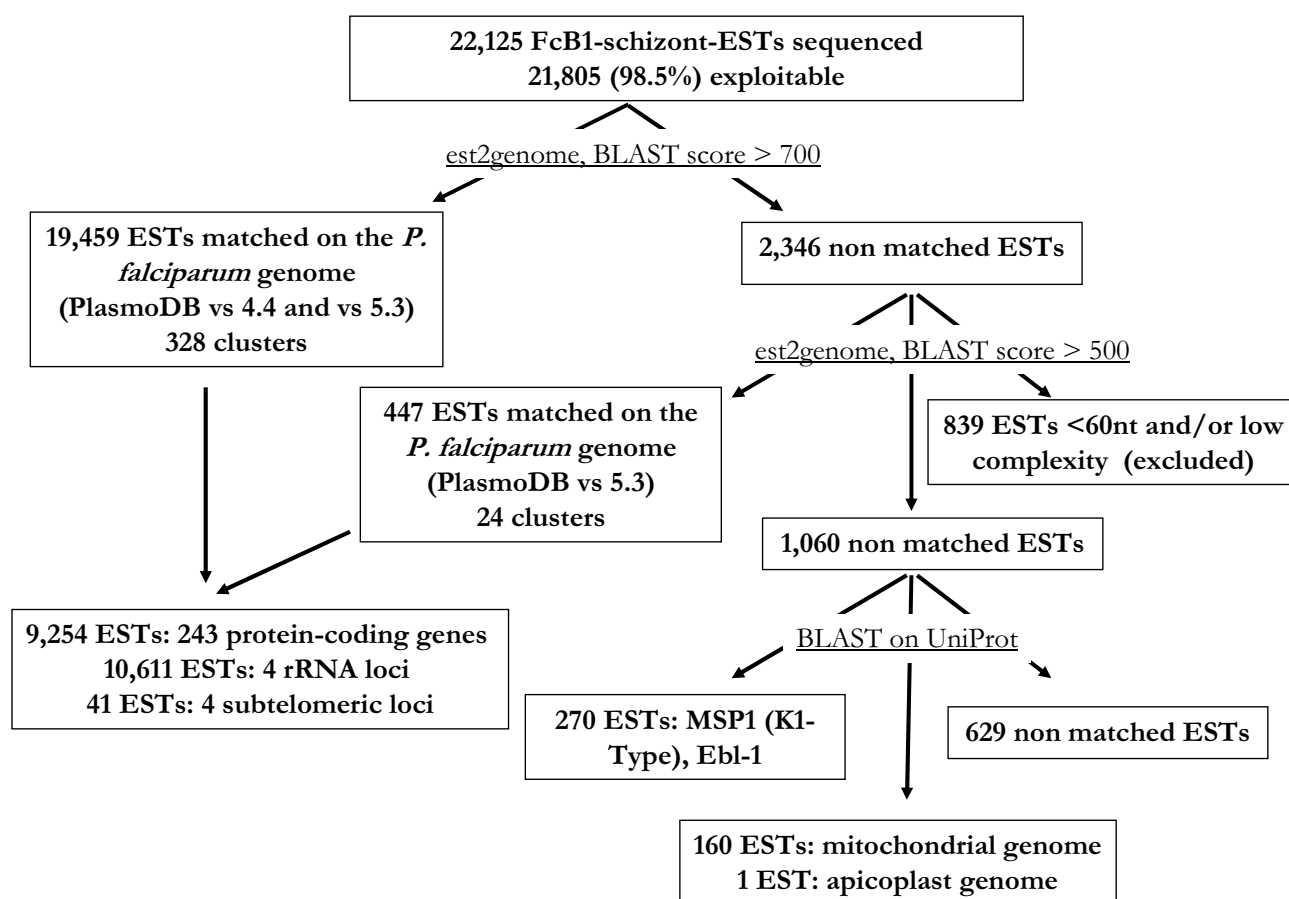 22,125 FcB1-schizont-ESTs sequenced
21,805 (98.5%) exploitable
est2genome, BLAST score > 700
19,459 ESTs matched on the P.
falciparum genome
(PlasmoDB vs 4.4 and vs 5.3)
328 clusters
2,346 non matched ESTs
est2genome, BLAST score > 500
447 ESTs matched on the
P. falciparum genome
(PlasmoDB vs 5.3)
24 clusters
839 ESTs <60nt and/or low
complexity (excluded)
1,060 non matched ESTs
9,254 ESTs: 243 protein-coding genes
10,611 ESTs: 4 rRNA loci
41 ESTs: 4 subtelomeric loci
BLAST on UniProt
270 ESTs: MSP1 (K1-
Type), Ebl-1
629 non matched ESTs
160 ESTs: mitochondrial genome
1 EST: apicoplast genome